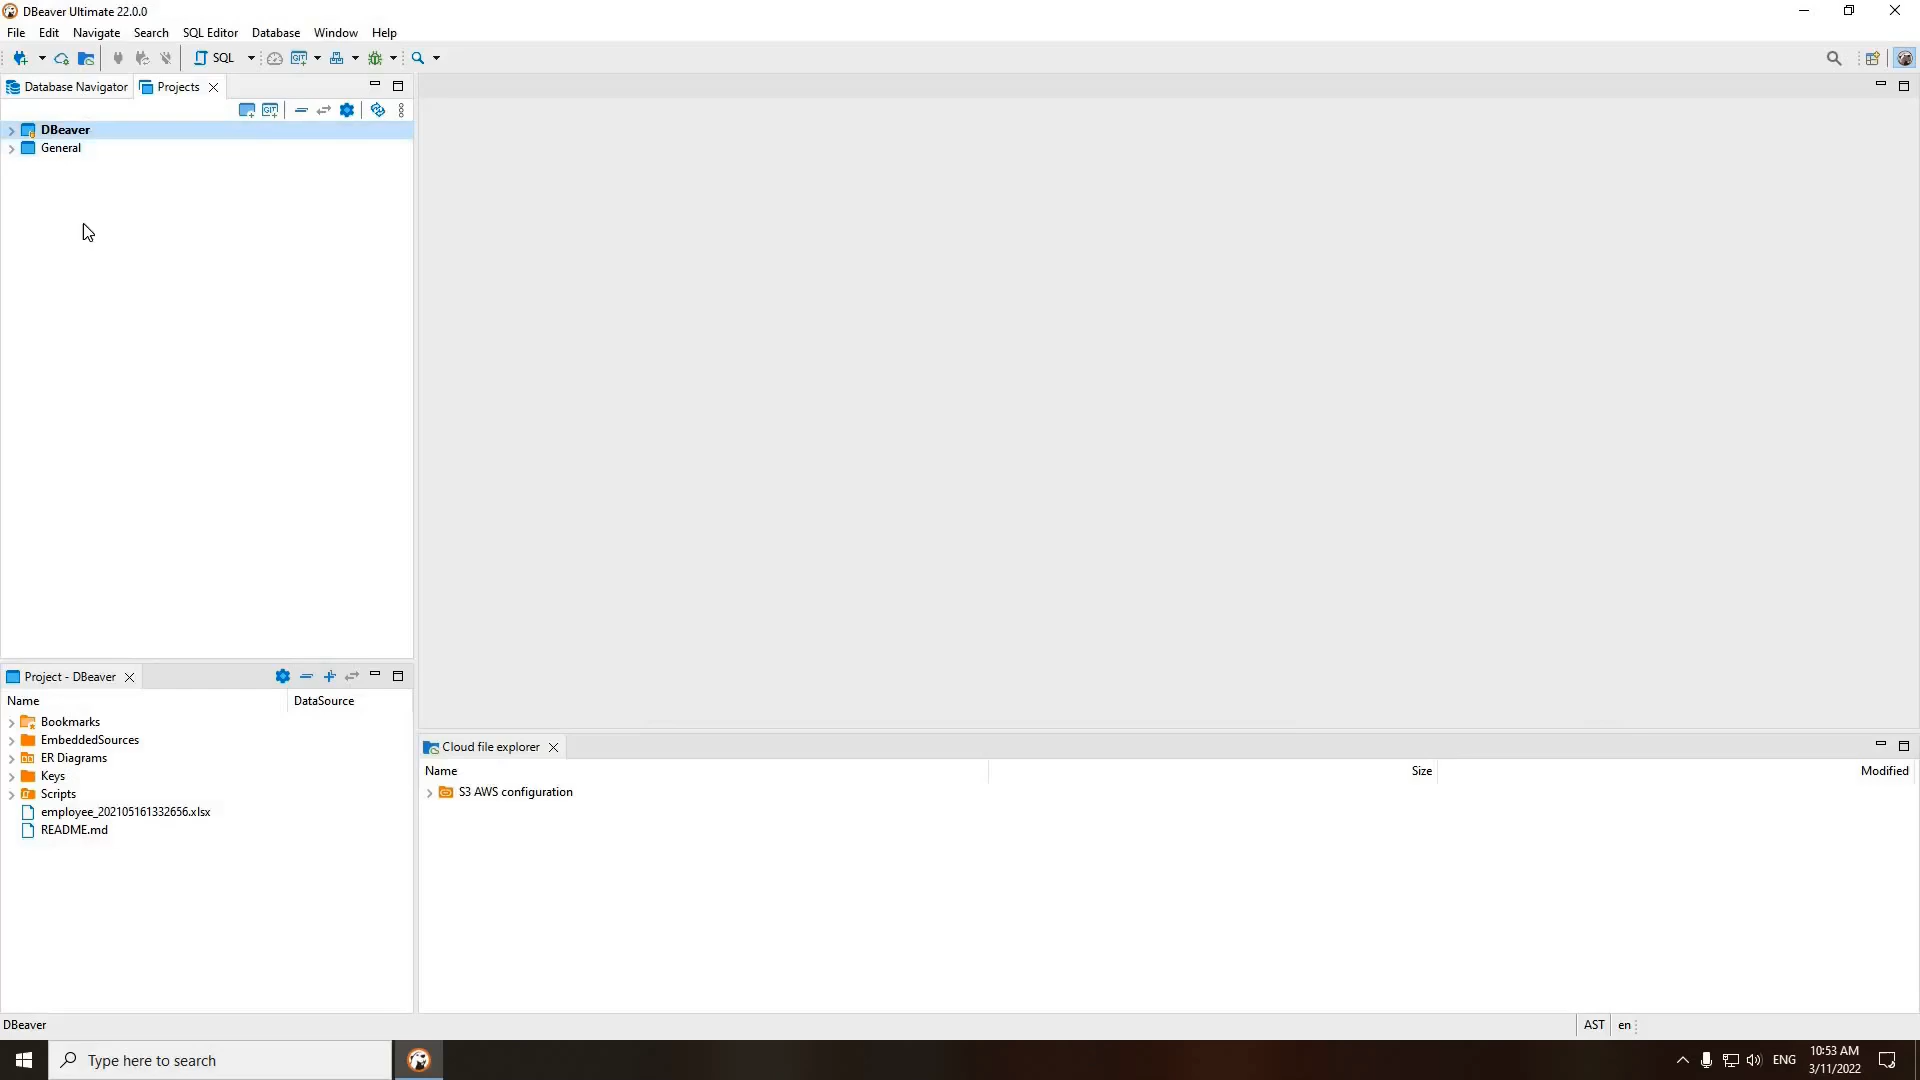 DBeaver Ultimate 22.0.0
File Edit Navigate Search SQL Editor Database Window Help
SQL GIT
Database Navigator Projects
GIT
DBeaver
General
Project - DBeaver
Name DataSource
Bookmarks
EmbeddedSources
ER Diagrams
Keys
Scripts
employee_202105161332656.xlsx
README.md
Cloud file explorer
Name Size Modified
S3 AWS configuration
DBeaver AST en
Type here to search
ENG
10:53 AM
3/11/2022